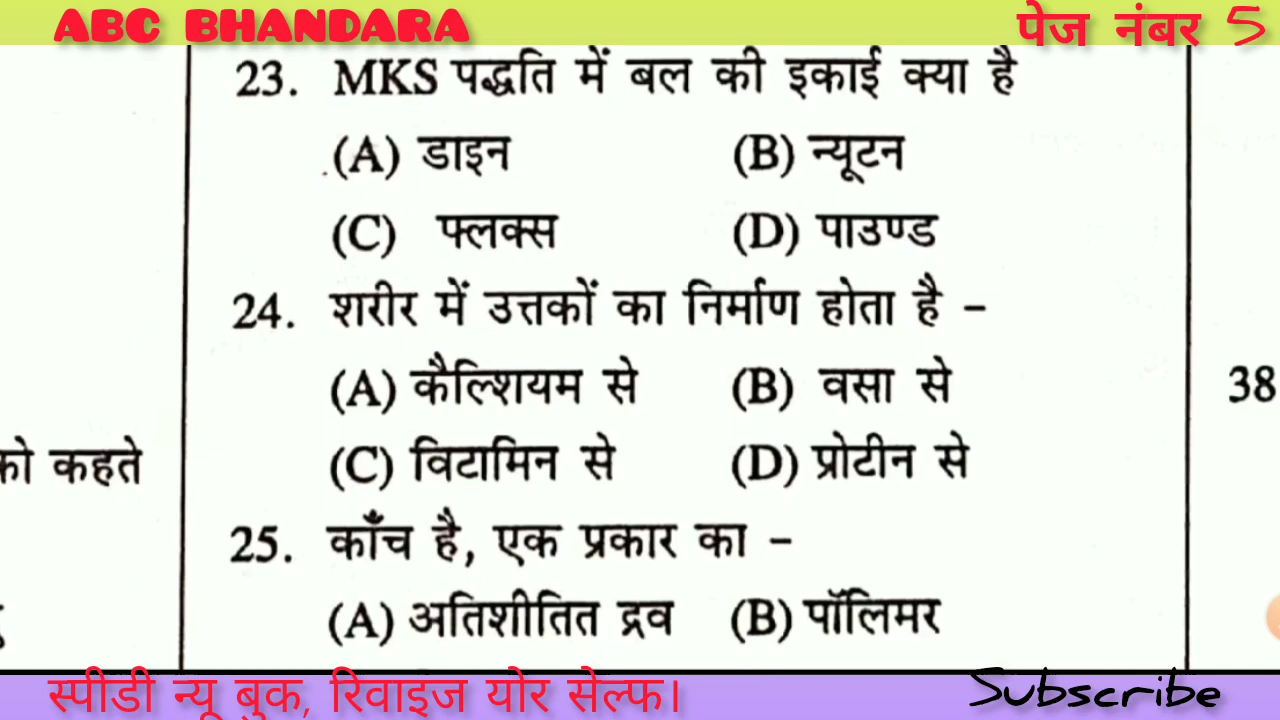 ABC BHANDARA
पेज नंबर 5
23. MKS पद्धति में बल की इकाई क्या है
(A) डाइन (B) न्यूटन
(C) फ्लक्स (D) पाउण्ड
24. शरीर में उत्तकों का निर्माण होता है –
(A) कैल्शियम से (B) वसा से
(C) विटामिन से (D) प्रोटीन से
25. काँच है, एक प्रकार का –
(A) अतिशीतित द्रव (B) पॉलिमर
को कहते
38
स्पीडी न्यू बुक, रिवाइज योर सेल्फ।
Subscribe